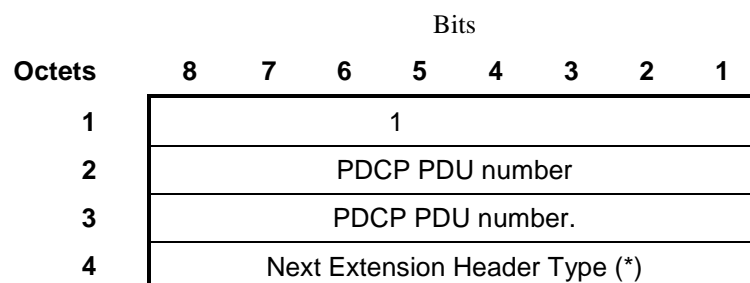 Bits
Octets 8 7 6 5 4 3 2 1
1 1
2 PDCP PDU number
3 PDCP PDU number.
4 Next Extension Header Type (*)